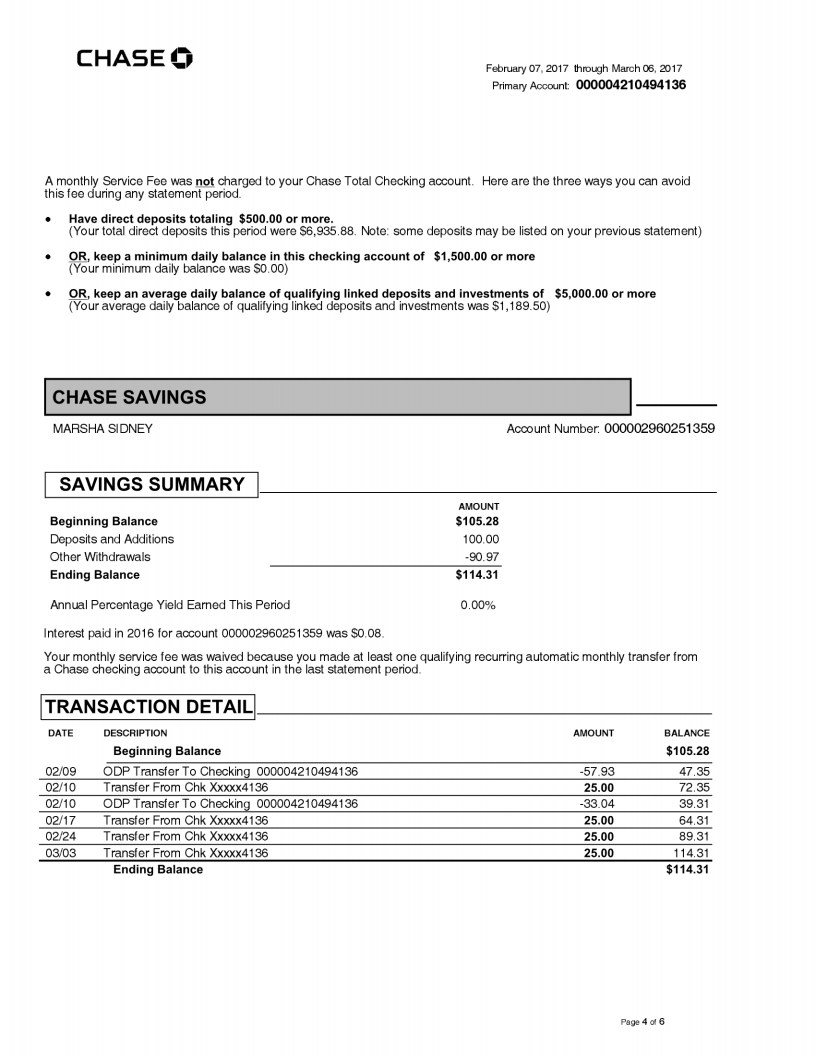 CHASE
February 07, 2017 through March 06, 2017
Primary Account: 000004210494136
A monthly Service Fee was not charged to your Chase Total Checking account. Here are the three ways you can avoid
this fee during any statement period.
• Have direct deposits totaling $500.00 or more.
(Your total direct deposits this period were $6,935.88. Note: some deposits may be listed on your previous statement)
• OR, keep a minimum daily balance in this checking account of $1,500.00 or more
(Your minimum daily balance was $0.00)
• OR, keep an average daily balance of qualifying linked deposits and investments of $5,000.00 or more
(Your average daily balance of qualifying linked deposits and investments was $1,189.50)
CHASE SAVINGS
MARSHA SIDNEY Account Number: 000002960251359
SAVINGS SUMMARY
AMOUNT
Beginning Balance $105.28
Deposits and Additions 100.00
Other Withdrawals -90.97
Ending Balance $114.31
Annual Percentage Yield Earned This Period 0.00%
Interest paid in 2016 for account 000002960251359 was $0.08.
Your monthly service fee was waived because you made at least one qualifying recurring automatic monthly transfer from
a Chase checking account to this account in the last statement period.
TRANSACTION DETAIL
DATE DESCRIPTION AMOUNT BALANCE
Beginning Balance $105.28
02/09 ODP Transfer To Checking 000004210494136 -57.93 47.35
02/10 Transfer From Chk Xxxxx4136 25.00 72.35
02/10 ODP Transfer To Checking 000004210494136 -33.04 39.31
02/17 Transfer From Chk Xxxxx4136 25.00 64.31
02/24 Transfer From Chk Xxxxx4136 25.00 89.31
03/03 Transfer From Chk Xxxxx4136 25.00 114.31
Ending Balance $114.31
Page 4 of 6